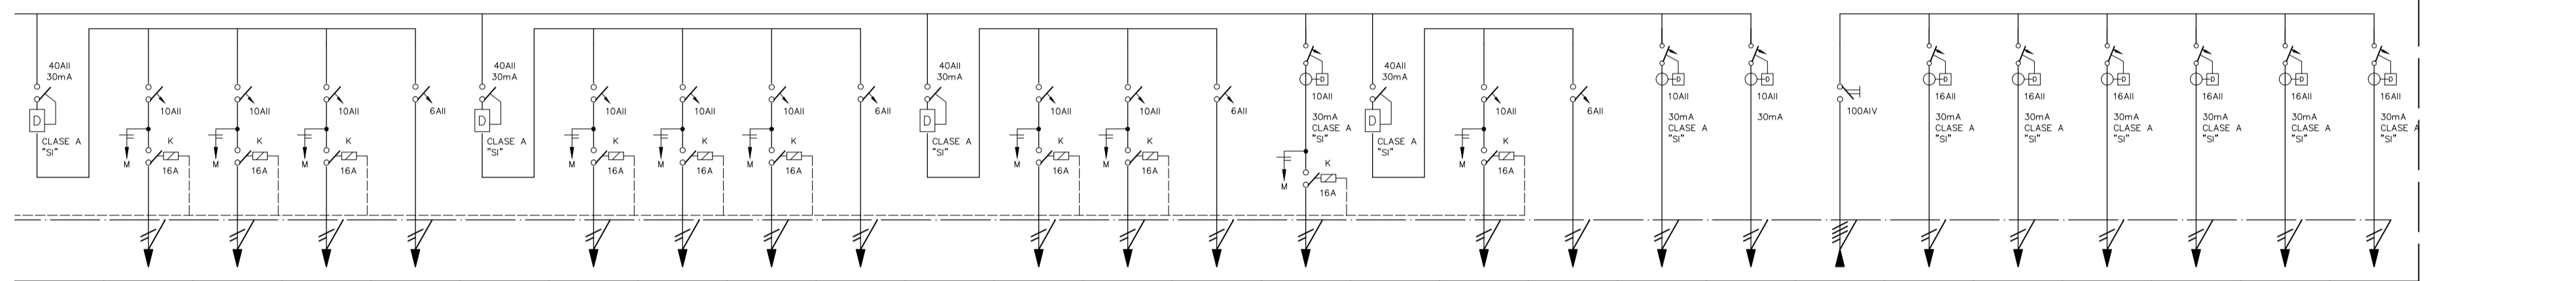 40AII
30mA
D
CLASE A
"SI"
10AII
M
K
16A
10AII
M
K
16A
10AII
M
K
16A
6AII
40AII
30mA
D
CLASE A
"SI"
10AII
M
K
16A
10AII
M
K
16A
10AII
M
K
16A
6AII
40AII
30mA
D
CLASE A
"SI"
10AII
M
K
16A
10AII
M
K
16A
6AII
D
10AII
30mA
CLASE A
"SI"
M
K
16A
40AII
30mA
D
CLASE A
"SI"
10AII
M
K
16A
6AII
D
10AII
30mA
CLASE A
"SI"
D
10AII
30mA
100AIV
D
16AII
30mA
CLASE A
"SI"
D
16AII
30mA
CLASE A
"SI"
D
16AII
30mA
CLASE A
"SI"
D
16AII
30mA
CLASE A
"SI"
D
16AII
30mA
CLASE A
"SI"
D
16AII
30mA
CLASE A
"SI"